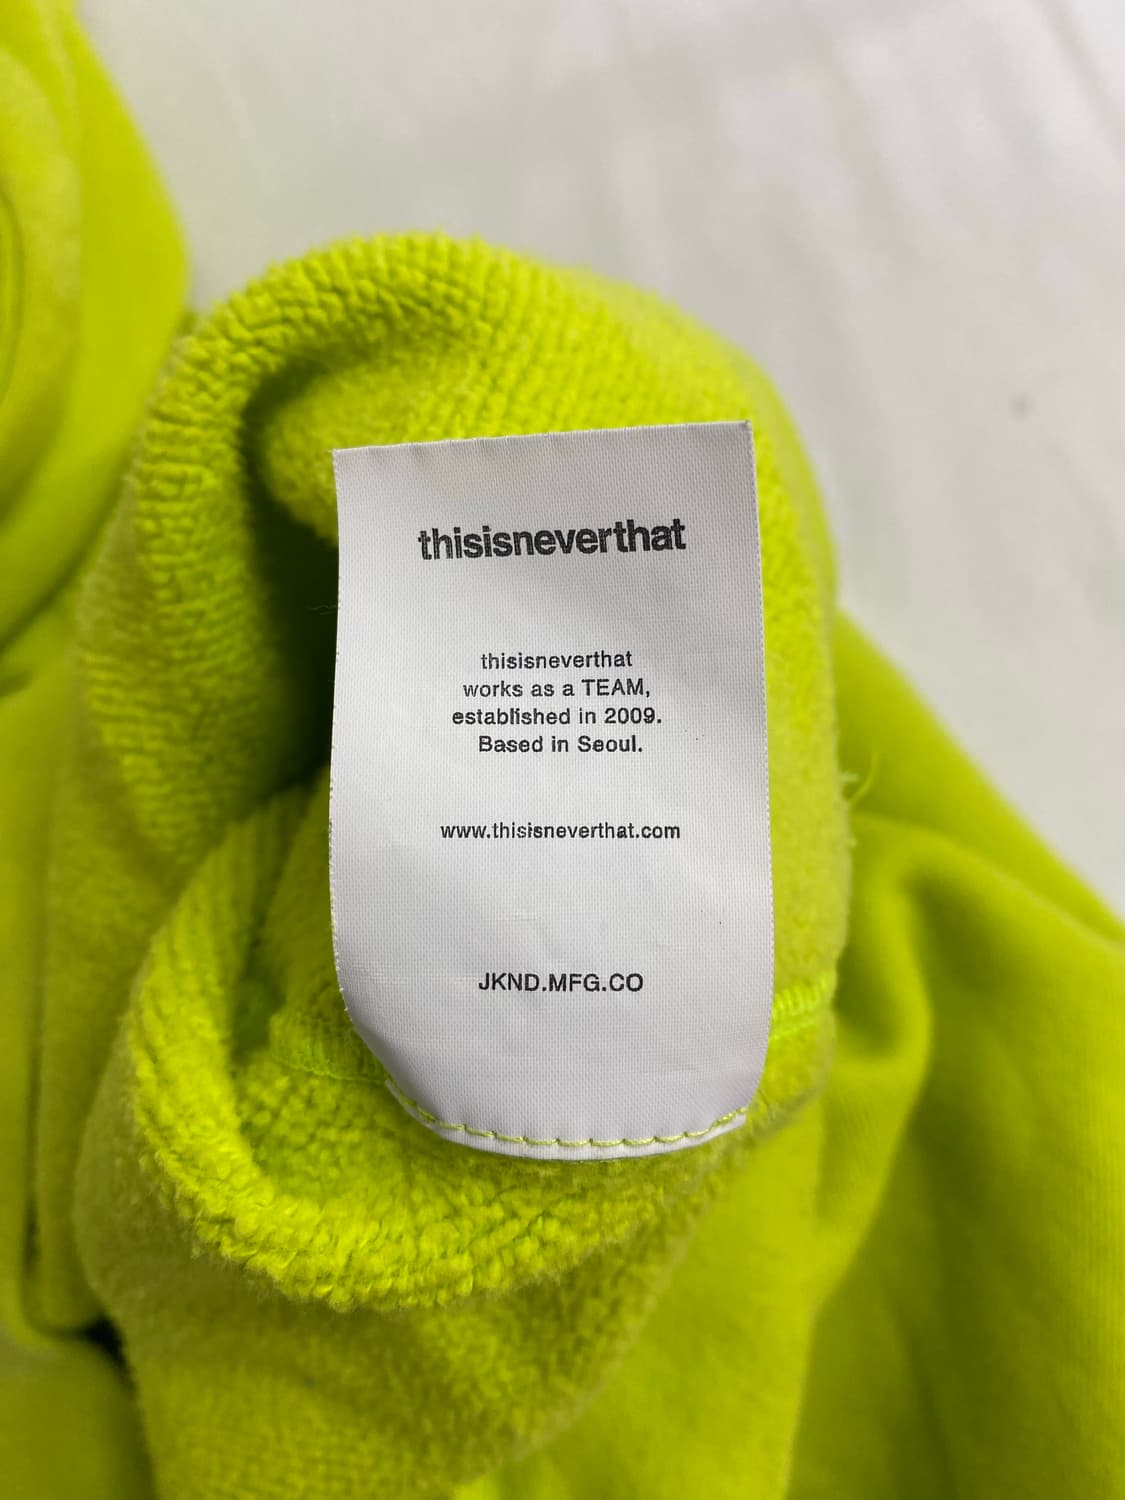 thisisneverthat
thisisneverthat
works as a TEAM,
established in 2009.
Based in Seoul.
www.thisisneverthat.com
JKND.MFG.CO